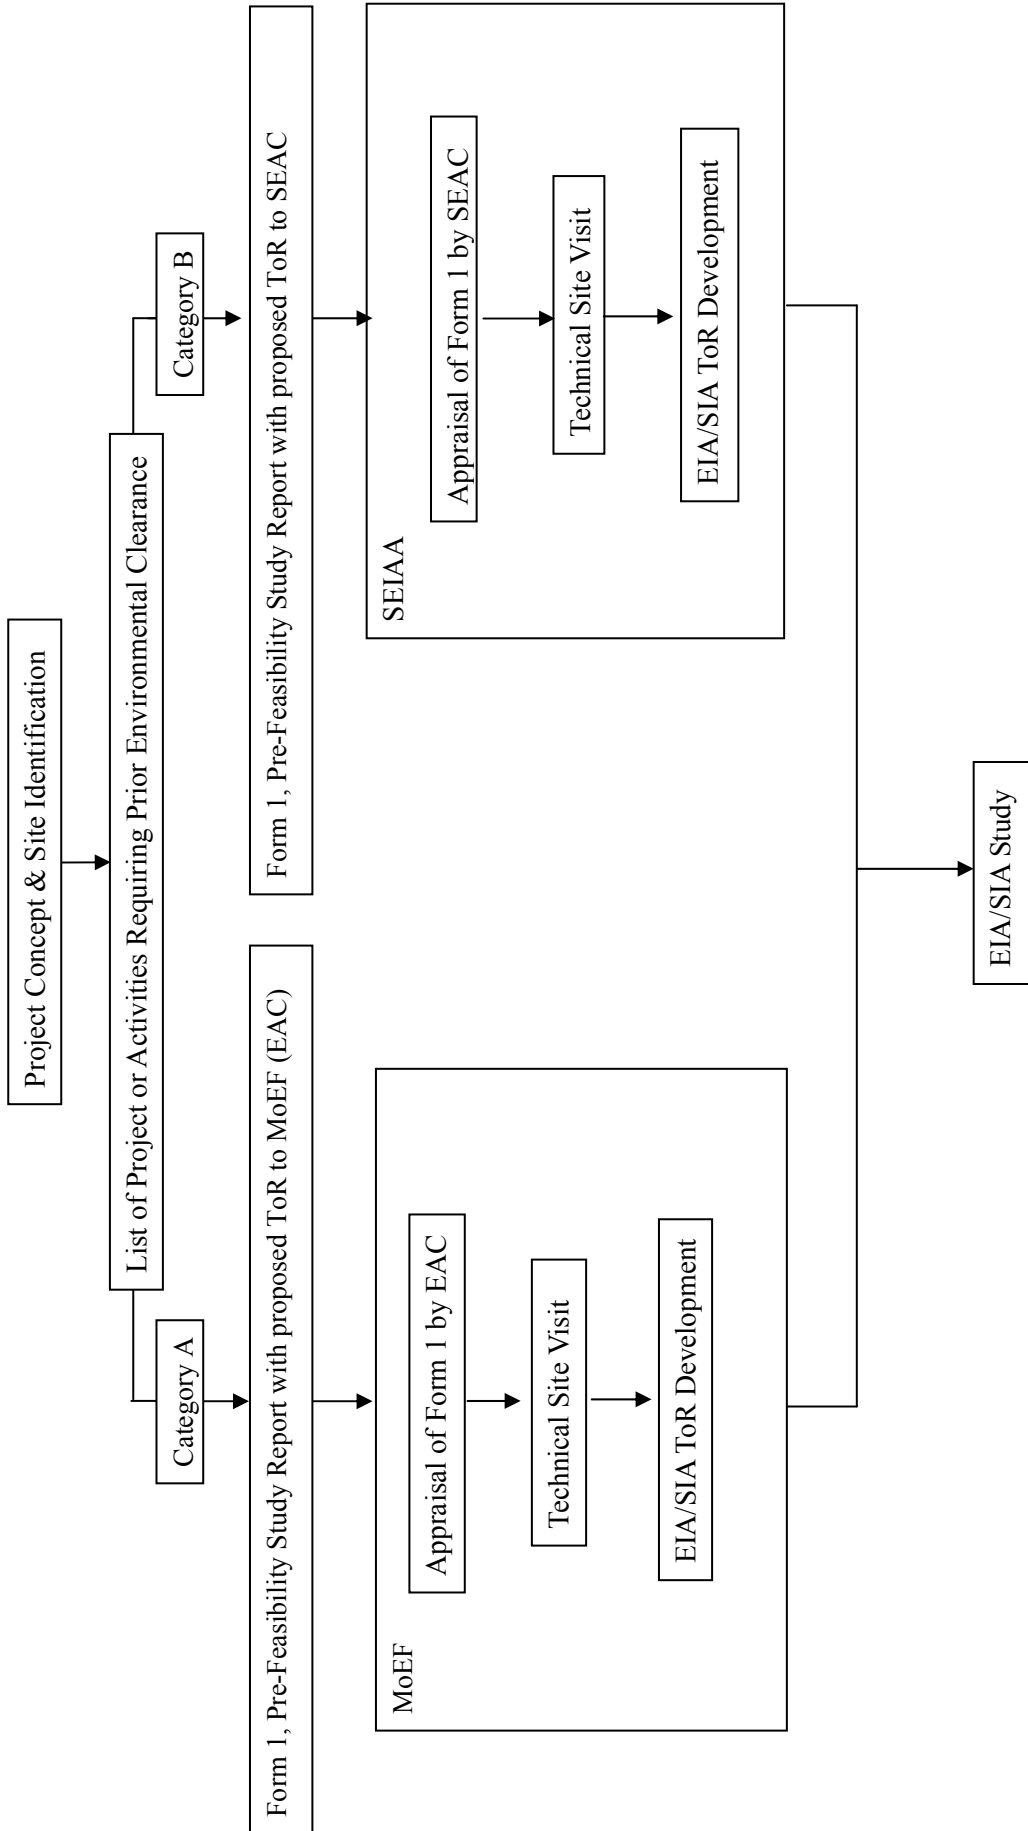 Project Concept & Site Identification
List of Project or Activities Requiring Prior Environmental Clearance
Category A
Category B
Form 1, Pre-Feasibility Study Report with proposed ToR to MoEF (EAC)
Form 1, Pre-Feasibility Study Report with proposed ToR to SEAC
MoEF
Appraisal of Form 1 by EAC
Technical Site Visit
EIA/SIA ToR Development
SEIAA
Appraisal of Form 1 by SEAC
Technical Site Visit
EIA/SIA ToR Development
EIA/SIA Study